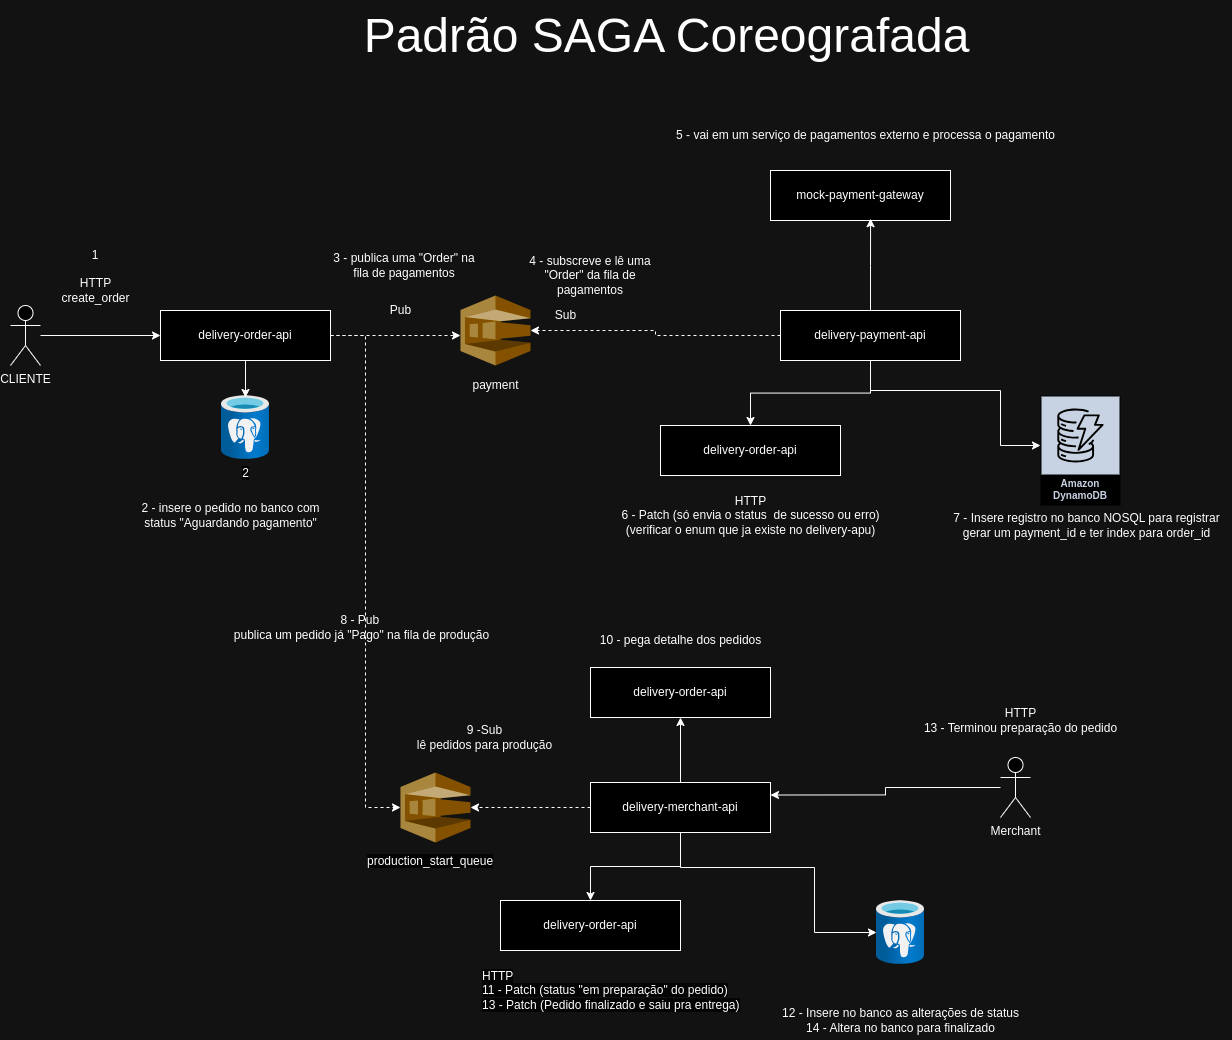 Padrão SAGA Coreografada
5 - vai em um serviço de pagamentos externo e processa o pagamento
mock-payment-gateway
1
HTTP
create_order
3 - publica uma "Order" na
fila de pagamentos
4 - subscreve e lê uma
"Order" da fila de
pagamentos
Pub
Sub
delivery-order-api
delivery-payment-api
CLIENTE
payment
2
2 - insere o pedido no banco com
status "Aguardando pagamento"
delivery-order-api
HTTP
6 - Patch (só envia o status de sucesso ou erro)
(verificar o enum que ja existe no delivery-apu)
Amazon
DynamoDB
7 - Insere registro no banco NOSQL para registrar
gerar um payment_id e ter index para order_id
8 - Pub
publica um pedido já "Pago" na fila de produção
10 - pega detalhe dos pedidos
delivery-order-api
9 -Sub
lê pedidos para produção
HTTP
13 - Terminou preparação do pedido
delivery-merchant-api
Merchant
production_start_queue
delivery-order-api
HTTP
11 - Patch (status "em preparação" do pedido)
13 - Patch (Pedido finalizado e saiu pra entrega)
12 - Insere no banco as alterações de status
14 - Altera no banco para finalizado